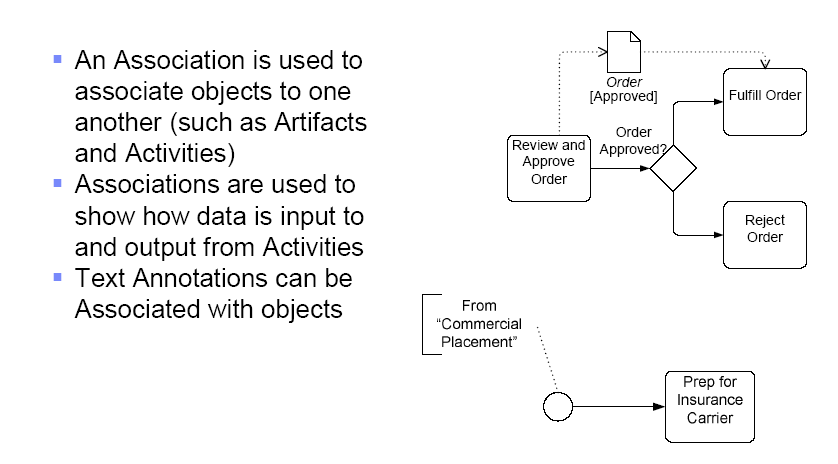 An Association is used to
associate objects to one
another (such as Artifacts
and Activities)
Associations are used to
show how data is input to
and output from Activities
Text Annotations can be
Associated with objects
Order
[Approved]
Fulfill Order
Order
Approved?
Review and
Approve
Order
Reject
Order
From
“Commercial
Placement”
Prep for
Insurance
Carrier